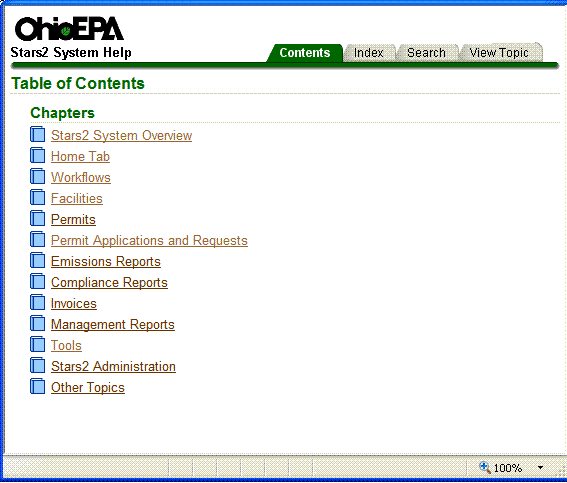 OhioEPA
Stars2 System Help
Contents Index Search View Topic
Table of Contents
Chapters
Stars2 System Overview
Home Tab
Workflows
Facilities
Permits
Permit Applications and Requests
Emissions Reports
Compliance Reports
Invoices
Management Reports
Tools
Stars2 Administration
Other Topics
100%